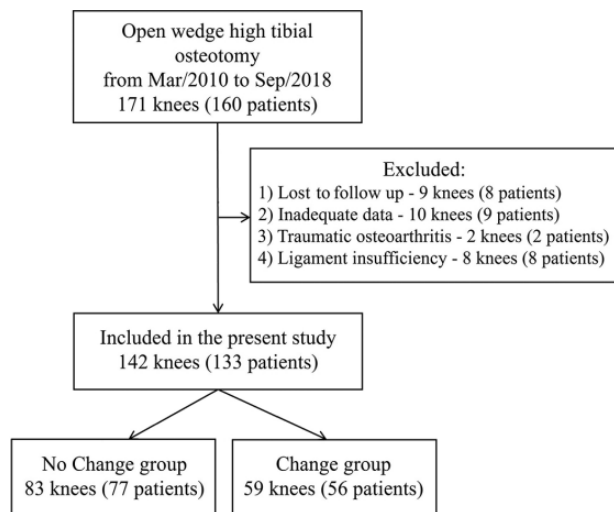 Open wedge high tibial
osteotomy
from Mar/2010 to Sep/2018
171 knees (160 patients)
Excluded:
1) Lost to follow up - 9 knees (8 patients)
2) Inadequate data - 10 knees (9 patients)
3) Traumatic osteoarthritis - 2 knees (2 patients)
4) Ligament insufficiency - 8 knees (8 patients)
Included in the present study
142 knees (133 patients)
No Change group
83 knees (77 patients)
Change group
59 knees (56 patients)